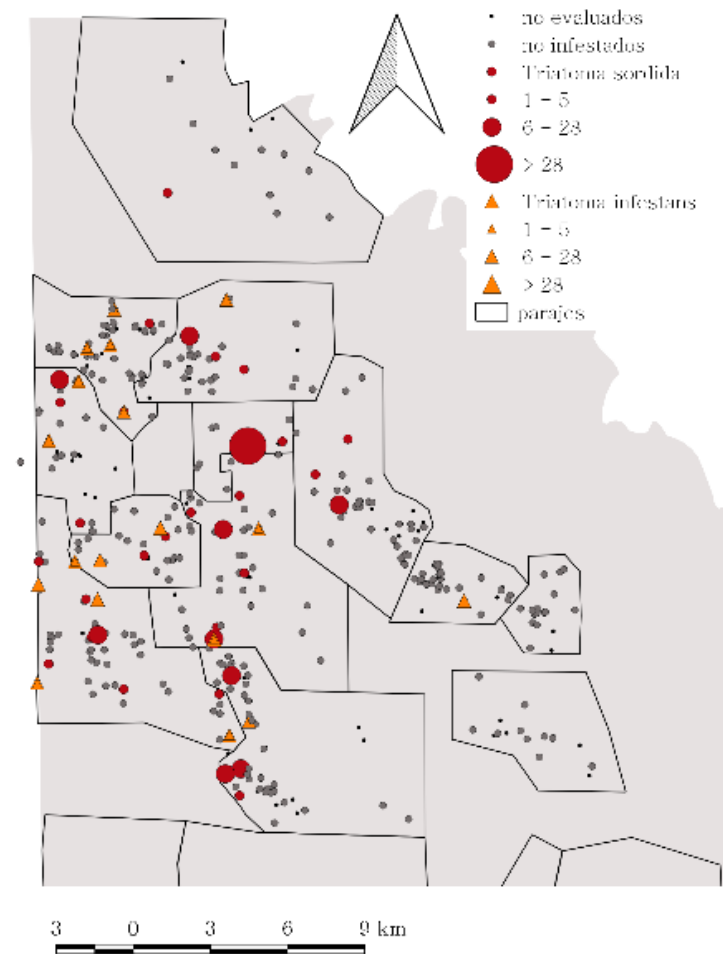 no evaluados
no infestados
Triatoma sordida
1 – 5
6 – 28
> 28
Triatoma infestans
1 – 5
6 – 28
> 28
parajes
3 0 3 6 9 km